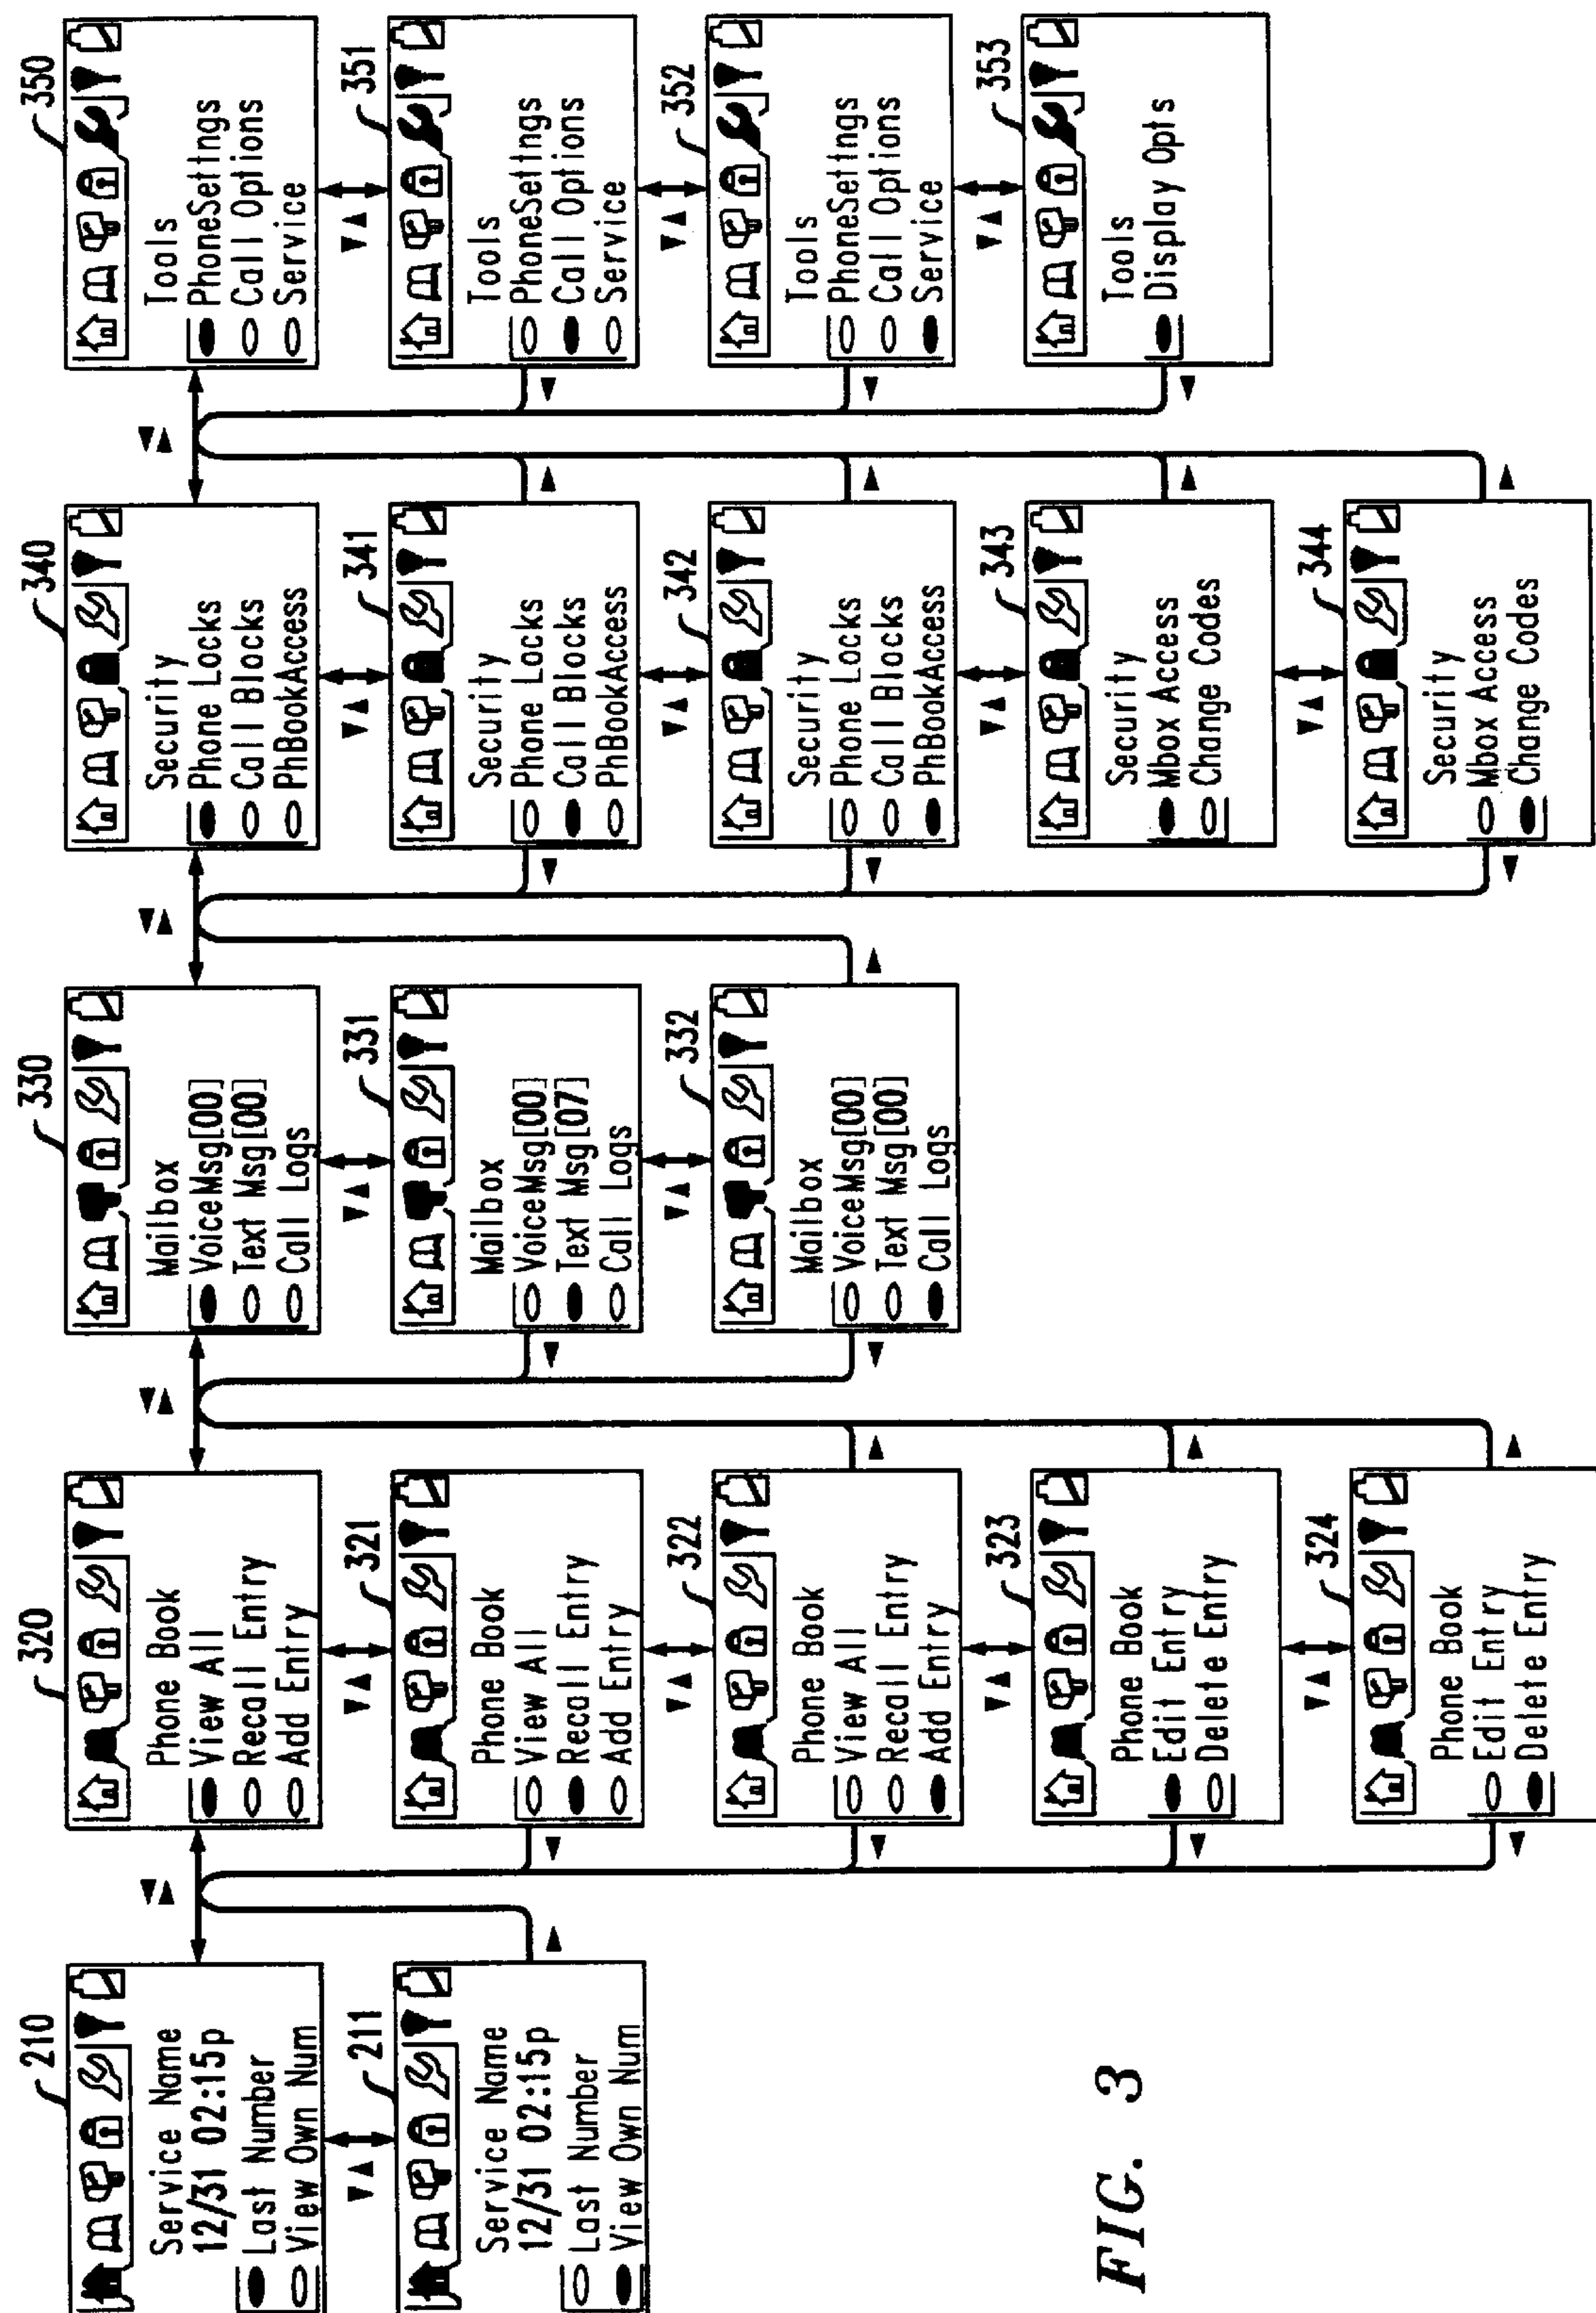 210
Service Name
12/31 02:15p
Last Number
View Own Num
211
Service Name
12/31 02:15p
Last Number
View Own Num
320
Phone Book
View All
Recall Entry
Add Entry
321
Phone Book
View All
Recall Entry
Add Entry
322
Phone Book
View All
Recall Entry
Add Entry
323
Phone Book
Edit Entry
Delete Entry
324
Phone Book
Edit Entry
Delete Entry
330
Mailbox
VoiceMsg[00]
Text Msg[00]
Call Logs
331
Mailbox
VoiceMsg[00]
Text Msg[07]
Call Logs
332
Mailbox
VoiceMsg[00]
Text Msg[00]
Call Logs
340
Security
Phone Locks
Call Blocks
PhBookAccess
341
Security
Phone Locks
Call Blocks
PhBookAccess
342
Security
Phone Locks
Call Blocks
PhBookAccess
343
Security
Mbox Access
Change Codes
344
Security
Mbox Access
Change Codes
350
Tools
PhoneSettngs
Call Options
Service
351
Tools
PhoneSettngs
Call Options
Service
352
Tools
PhoneSettngs
Call Options
Service
353
Tools
Display Opts
FIG. 3